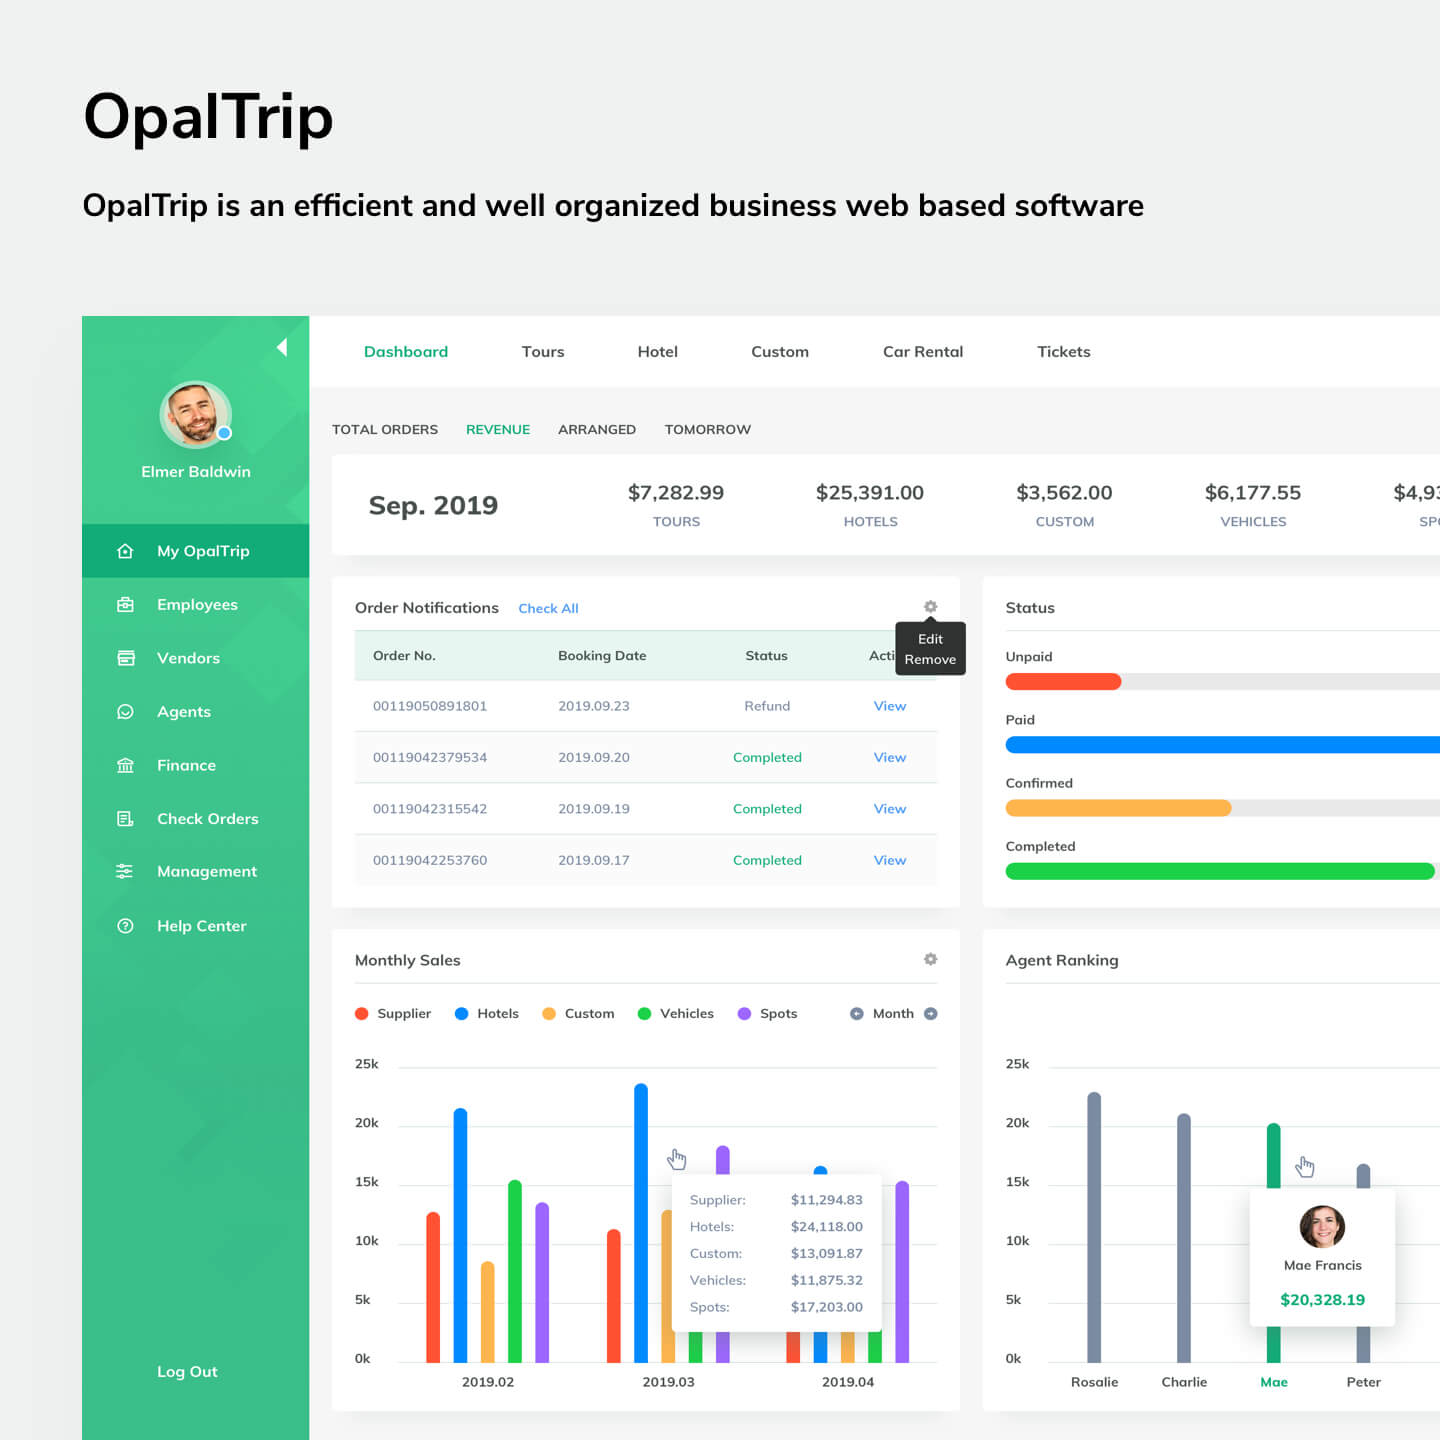 OpalTrip
OpalTrip is an efficient and well organized business web based software
Elmer Baldwin
My OpalTrip
Employees
Vendors
Agents
Finance
Check Orders
Management
Help Center
Log Out
Dashboard Tours Hotel Custom Car Rental Tickets
TOTAL ORDERS REVENUE ARRANGED TOMORROW
Sep. 2019
$7,282.99 $25,391.00 $3,562.00 $6,177.55 $4,93
TOURS HOTELS CUSTOM VEHICLES SPO
Order Notifications Check All
Edit
Remove
Order No. Booking Date Status Acti
00119050891801 2019.09.23 Refund View
00119042379534 2019.09.20 Completed View
00119042315542 2019.09.19 Completed View
00119042253760 2019.09.17 Completed View
Status
Unpaid
Paid
Confirmed
Completed
Monthly Sales
Supplier Hotels Custom Vehicles Spots Month
25k
20k
15k
10k
5k
0k
Supplier: $11,294.83
Hotels: $24,118.00
Custom: $13,091.87
Vehicles: $11,875.32
Spots: $17,203.00
2019.02 2019.03 2019.04
Agent Ranking
25k
20k
15k
10k
5k
0k
Mae Francis
$20,328.19
Rosalie Charlie Mae Peter